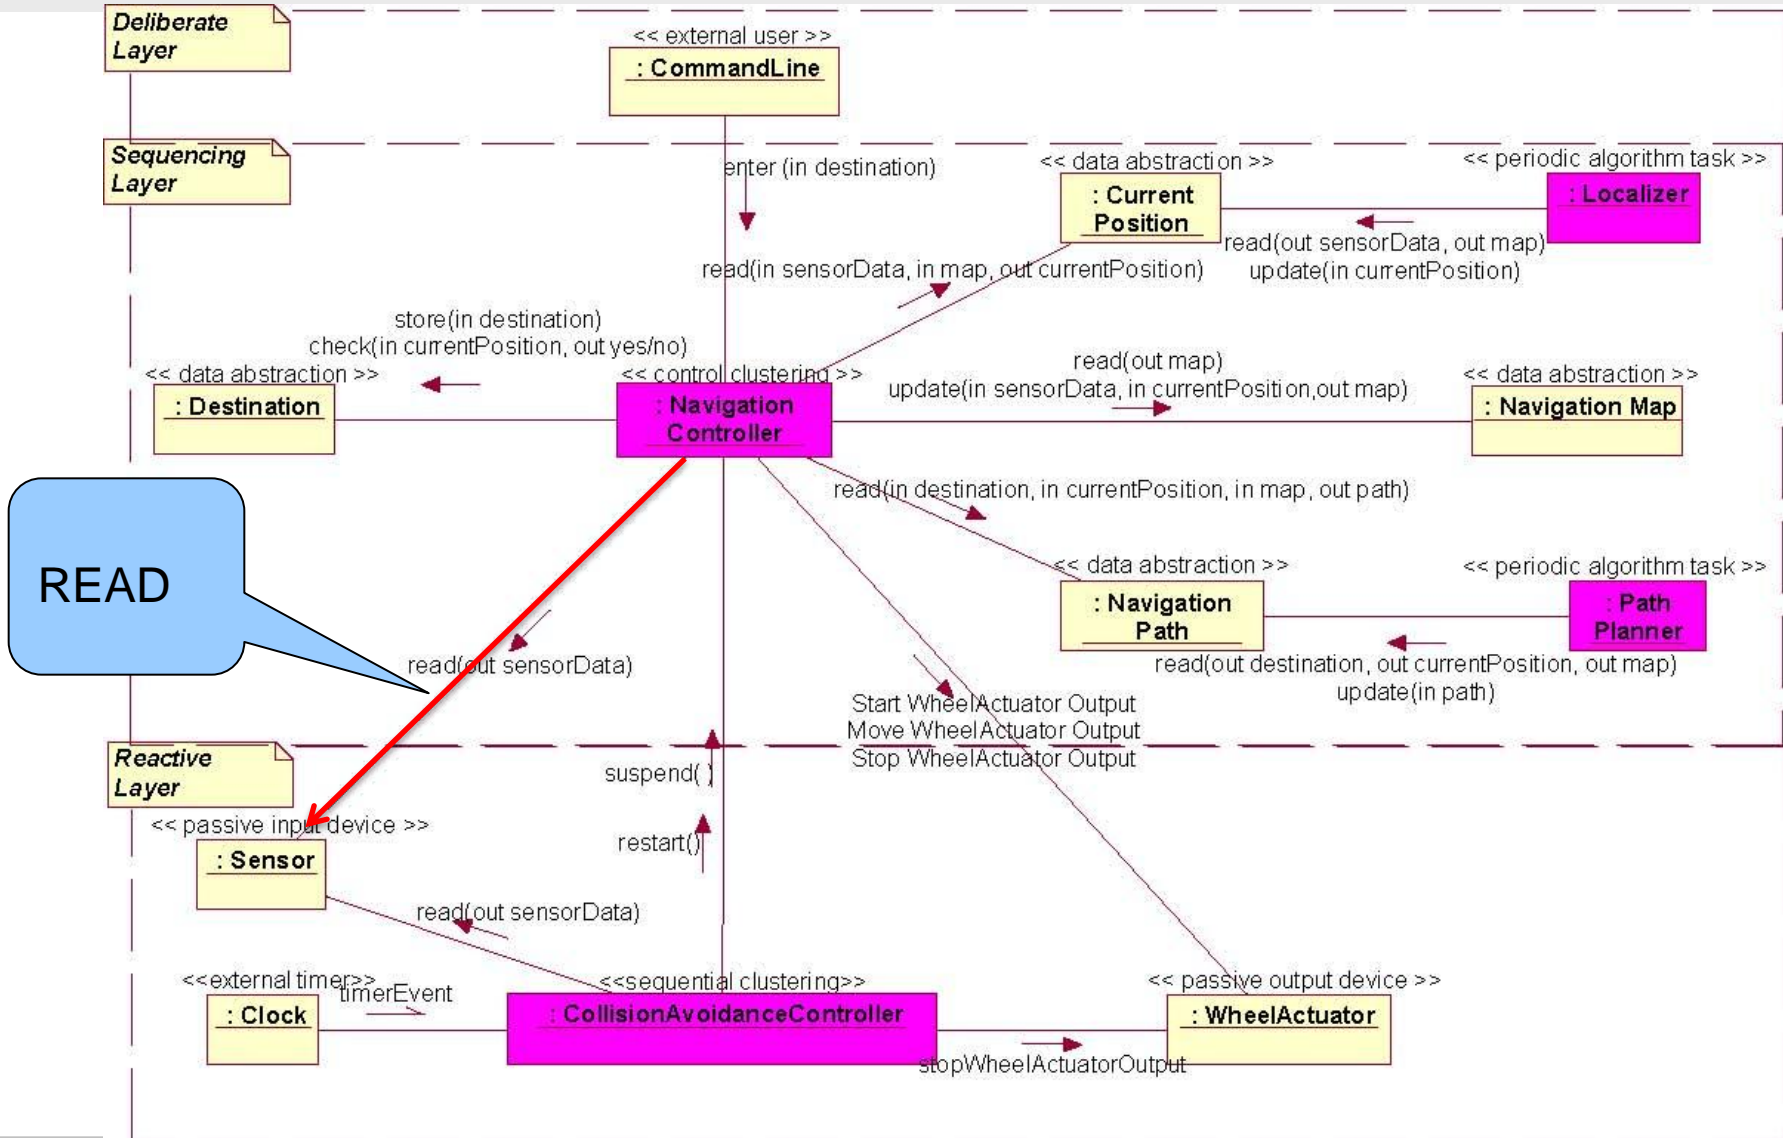 Deliberate
Layer
<< external user >>
: CommandLine
Sequencing
Layer
enter (in destination)
<< data abstraction >>
: Current
Position
<< periodic algorithm task >>
: Localizer
read(out sensorData, out map)
update(in currentPosition)
read(in sensorData, in map, out currentPosition)
store(in destination)
check(in currentPosition, out yes/no)
<< data abstraction >>
: Destination
<< control clustering >>
: Navigation
Controller
read(out map)
update(in sensorData, in currentPosition,out map)
<< data abstraction >>
: Navigation Map
read(in destination, in currentPosition, in map, out path)
READ
<< data abstraction >>
: Navigation
Path
<< periodic algorithm task >>
: Path
Planner
read(out destination, out currentPosition, out map)
update(in path)
read(out sensorData)
Start WheelActuator Output
Move WheelActuator Output
Stop WheelActuator Output
Reactive
Layer
suspend( )
restart()
<< passive input device >>
: Sensor
read(out sensorData)
<<external timer>>
: Clock
timerEvent
<<sequential clustering>>
: CollisionAvoidanceController
<< passive output device >>
: WheelActuator
stopWheelActuatorOutput